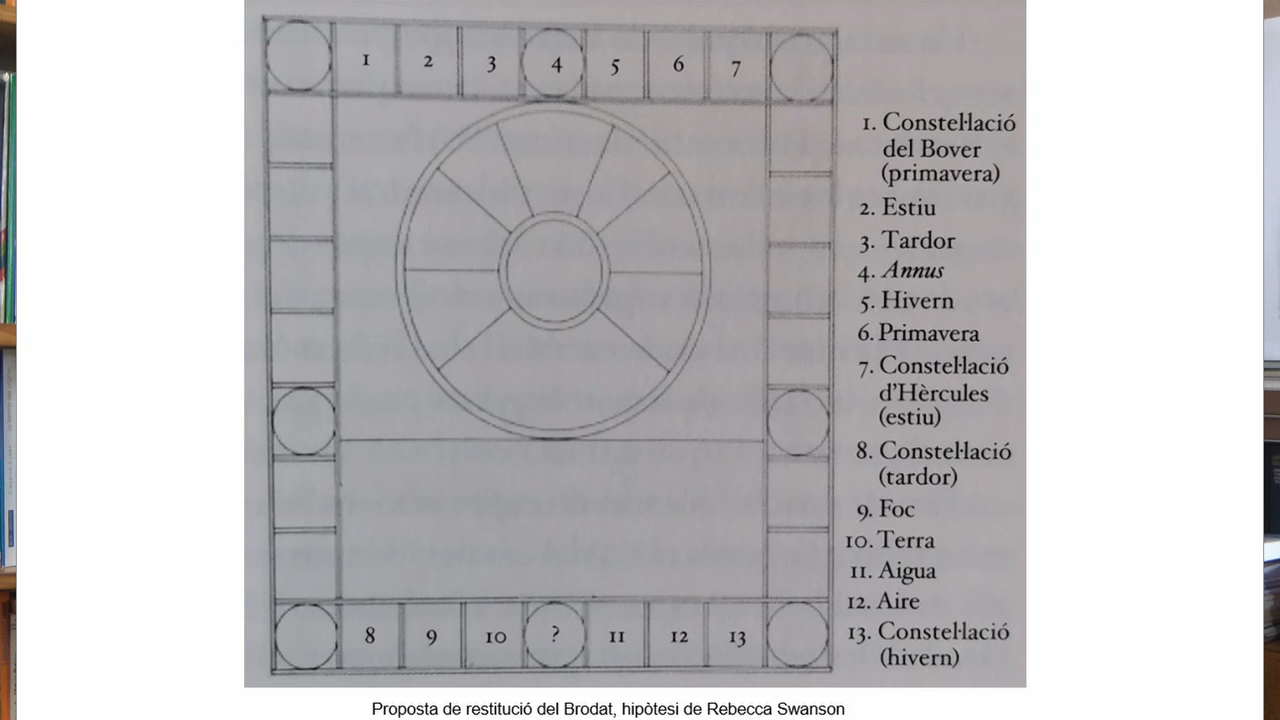 1 2 3 4 5 6 7
1. Constel·lació
del Bover
(primavera)
2. Estiu
3. Tardor
4. Annus
5. Hivern
6. Primavera
7. Constel·lació
d'Hèrcules
(estiu)
8. Constel·lació
(tardor)
9. Foc
10. Terra
11. Aigua
12. Aire
13. Constel·lació
(hivern)
8 9 10 ? 11 12 13
Proposta de restitució del Brodat, hipòtesi de Rebecca Swanson